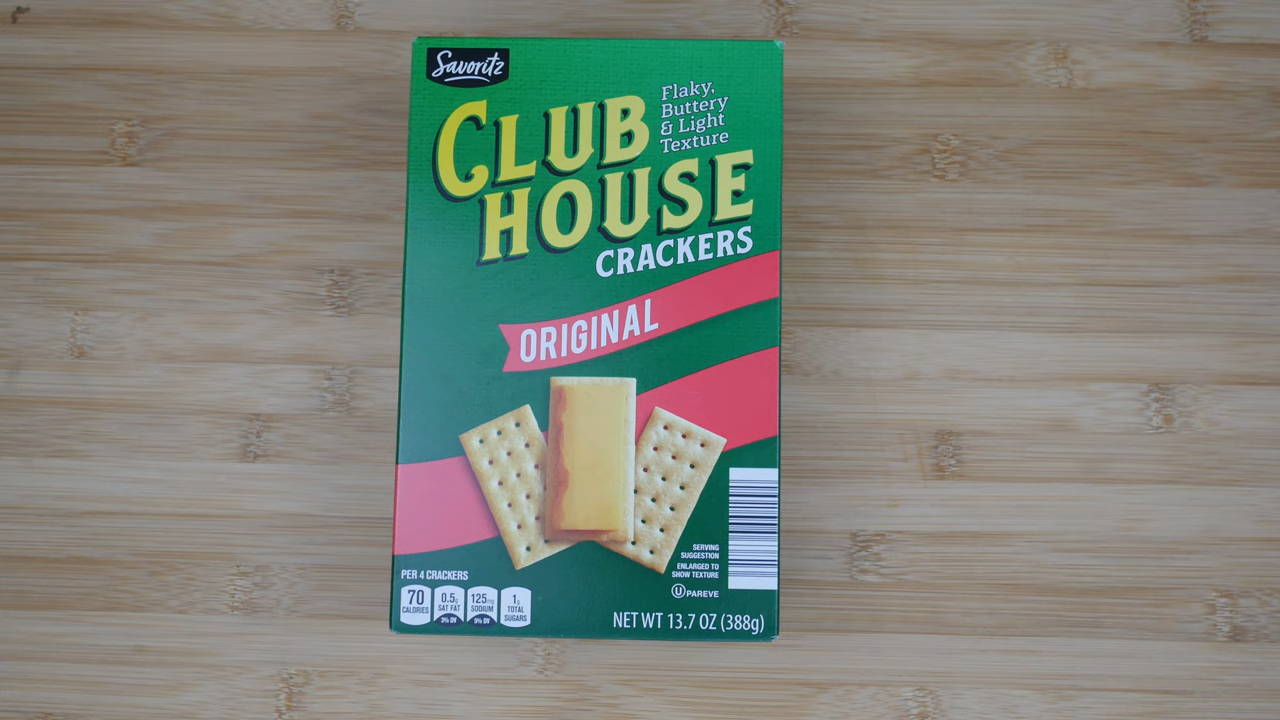 Savoritz
CLUB
HOUSE
CRACKERS
Flaky,
Buttery
& Light
Texture
ORIGINAL
SERVING
SUGGESTION
ENLARGED TO
SHOW TEXTURE
U PAREVE
PER 4 CRACKERS
70
CALORIES
0.5g
SAT FAT
3% DV
125mg
SODIUM
5% DV
1g
TOTAL
SUGARS
NET WT 13.7 OZ (388g)